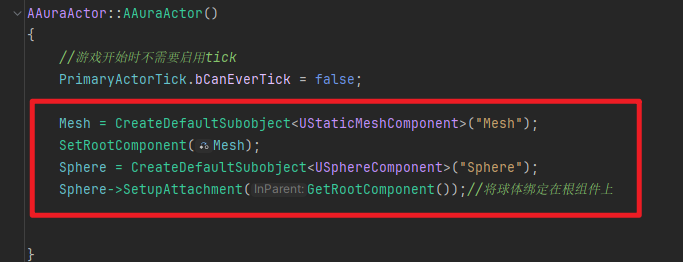 AAuraActor::AAuraActor()
{
//游戏开始时不需要启用tick
PrimaryActorTick.bCanEverTick = false;
Mesh = CreateDefaultSubobject<UStaticMeshComponent>("Mesh");
SetRootComponent(Mesh);
Sphere = CreateDefaultSubobject<USphereComponent>("Sphere");
Sphere->SetupAttachment(InParent:GetRootComponent());//将球体绑定在根组件上
}